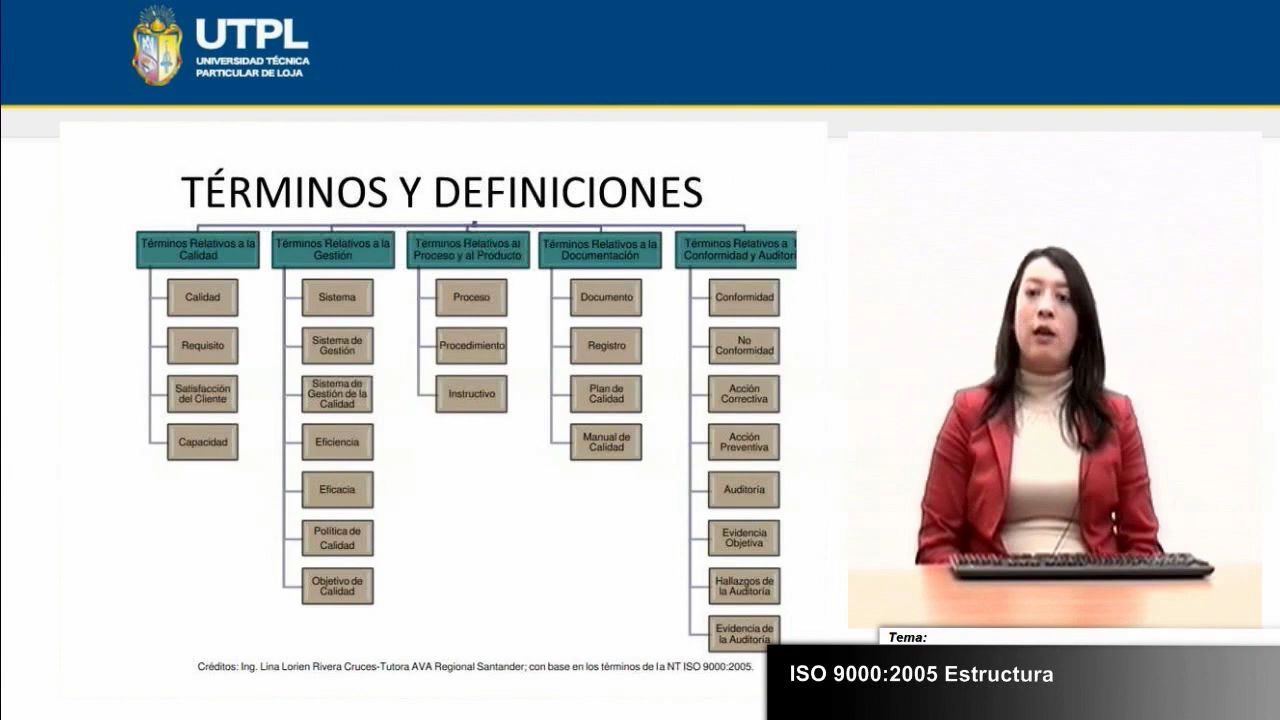 UTPL
UNIVERSIDAD TÉCNICA
PARTICULAR DE LOJA
TÉRMINOS Y DEFINICIONES
Términos Relativos a la
Calidad
Calidad
Requisito
Satisfacción
del Cliente
Capacidad
Términos Relativos a la
Gestión
Sistema
Sistema de
Gestión
Sistema de
Gestión de la
Calidad
Eficiencia
Eficacia
Política de
Calidad
Objetivo de
Calidad
Términos Relativos al
Proceso y al Producto
Proceso
Procedimiento
Instructivo
Términos Relativos a la
Documentación
Documento
Registro
Plan de
Calidad
Manual de
Calidad
Términos Relativos a l
Conformidad y Auditorí
Conformidad
No
Conformidad
Acción
Correctiva
Acción
Preventiva
Auditoría
Evidencia
Objetiva
Hallazgos de
la Auditoría
Evidencia de
la Auditoría
Créditos: Ing. Lina Lorien Rivera Cruces-Tutora AVA Regional Santander; con base en los términos de la NT ISO 9000:2005.
Tema:
ISO 9000:2005 Estructura